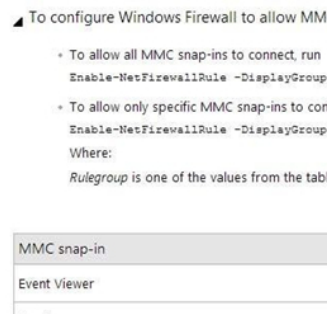 To configure Windows Firewall to allow MM
To allow all MMC snap-ins to connect, run
Enable-NetFirewallRule -DisplayGroup
To allow only specific MMC snap-ins to con
Enable-NetFirewallRule -DisplayGroup
Where:
Rulegroup is one of the values from the tabl
MMC snap-in
Event Viewer